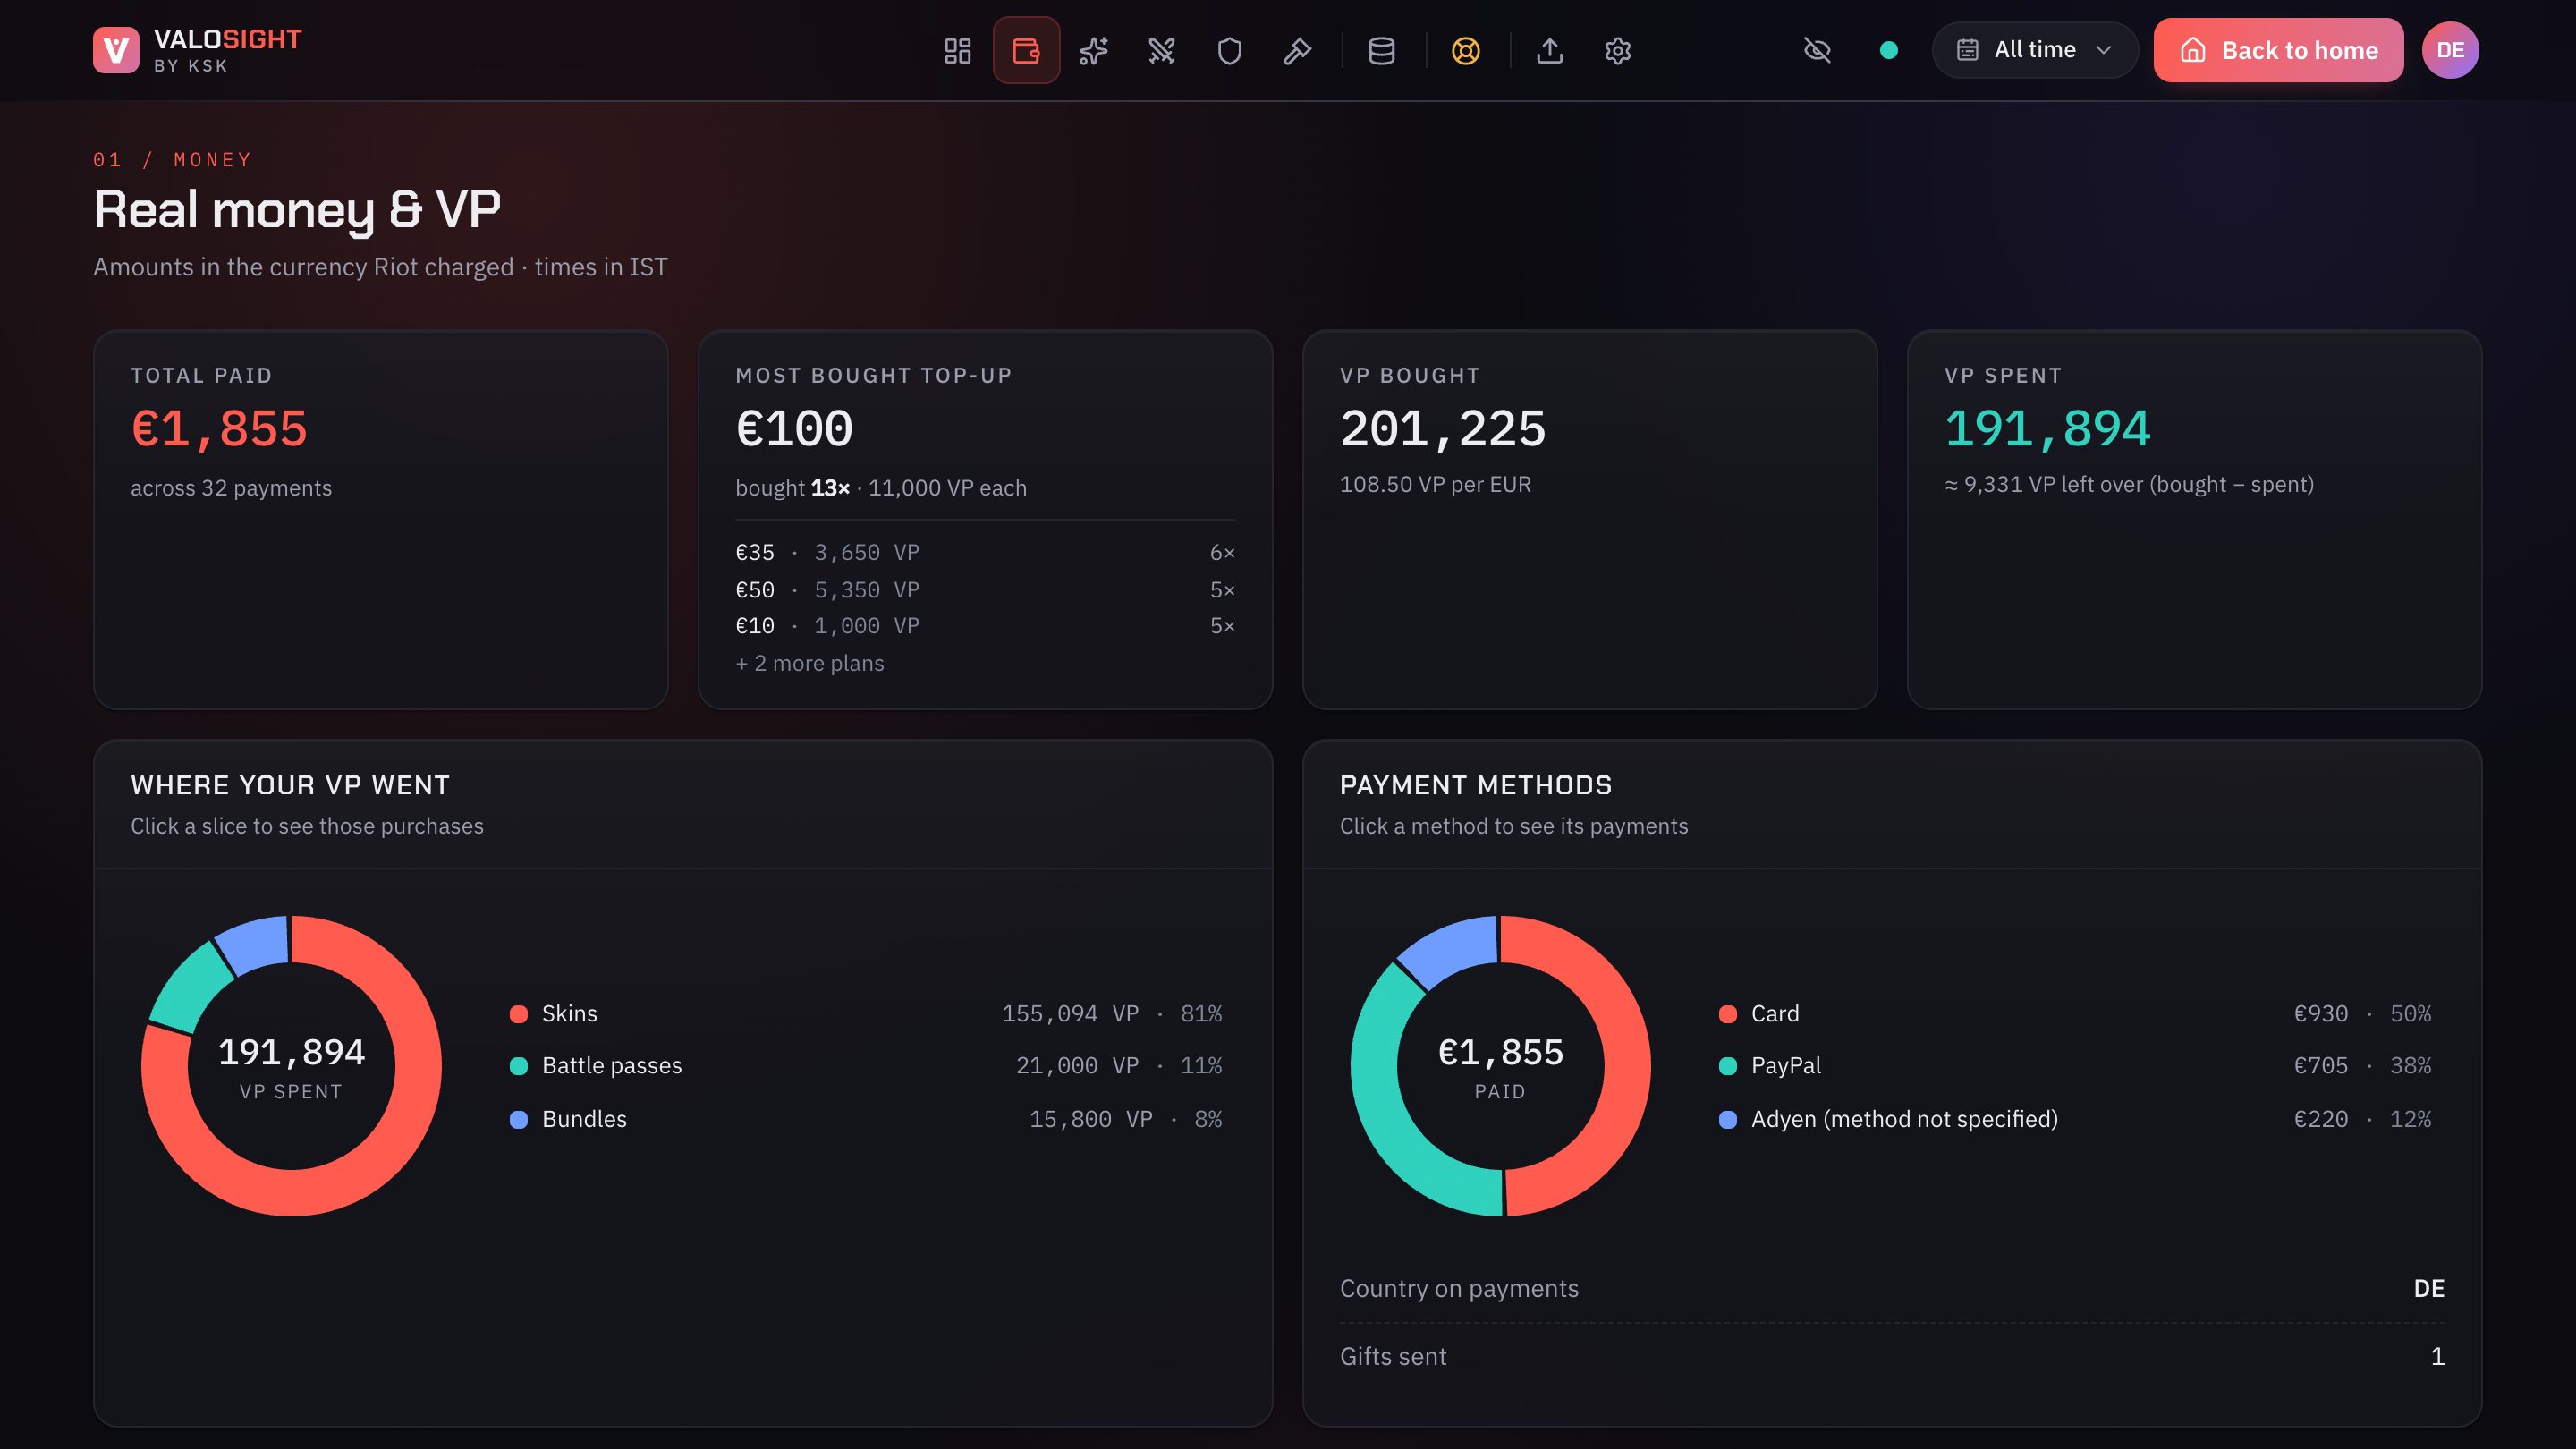 VALOSIGHT
BY KSK
All time
Back to home
DE
01 / MONEY
Real money & VP
Amounts in the currency Riot charged · times in IST
TOTAL PAID
€1,855
across 32 payments
MOST BOUGHT TOP-UP
€100
bought 13× · 11,000 VP each
€35 · 3,650 VP 6×
€50 · 5,350 VP 5×
€10 · 1,000 VP 5×
+ 2 more plans
VP BOUGHT
201,225
108.50 VP per EUR
VP SPENT
191,894
≈ 9,331 VP left over (bought − spent)
WHERE YOUR VP WENT
Click a slice to see those purchases
191,894
VP SPENT
Skins 155,094 VP · 81%
Battle passes 21,000 VP · 11%
Bundles 15,800 VP · 8%
PAYMENT METHODS
Click a method to see its payments
€1,855
PAID
Card €930 · 50%
PayPal €705 · 38%
Adyen (method not specified) €220 · 12%
Country on payments DE
Gifts sent 1